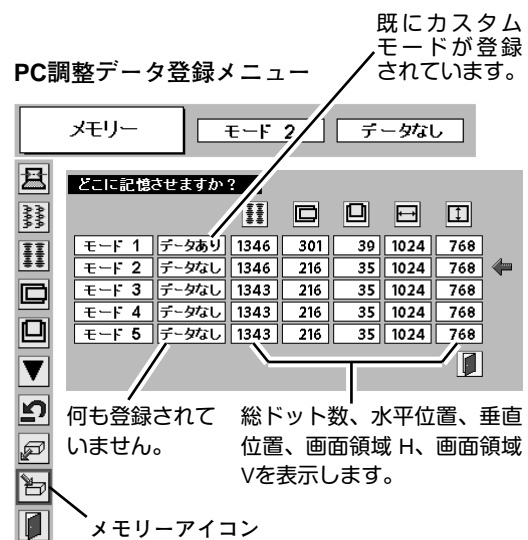 既にカスタム
モードが登録
されています。
PC調整データ登録メニュー
メモリー モード 2 データなし
どこに記憶させますか?
モード 1 データあり 1346 301 39 1024 768
モード 2 データなし 1346 216 35 1024 768
モード 3 データなし 1343 216 35 1024 768
モード 4 データなし 1343 216 35 1024 768
モード 5 データなし 1343 216 35 1024 768
何も登録されて
いません。
総ドット数、水平位置、垂直
位置、画面領域 H、画面領域
Vを表示します。
メモリーアイコン